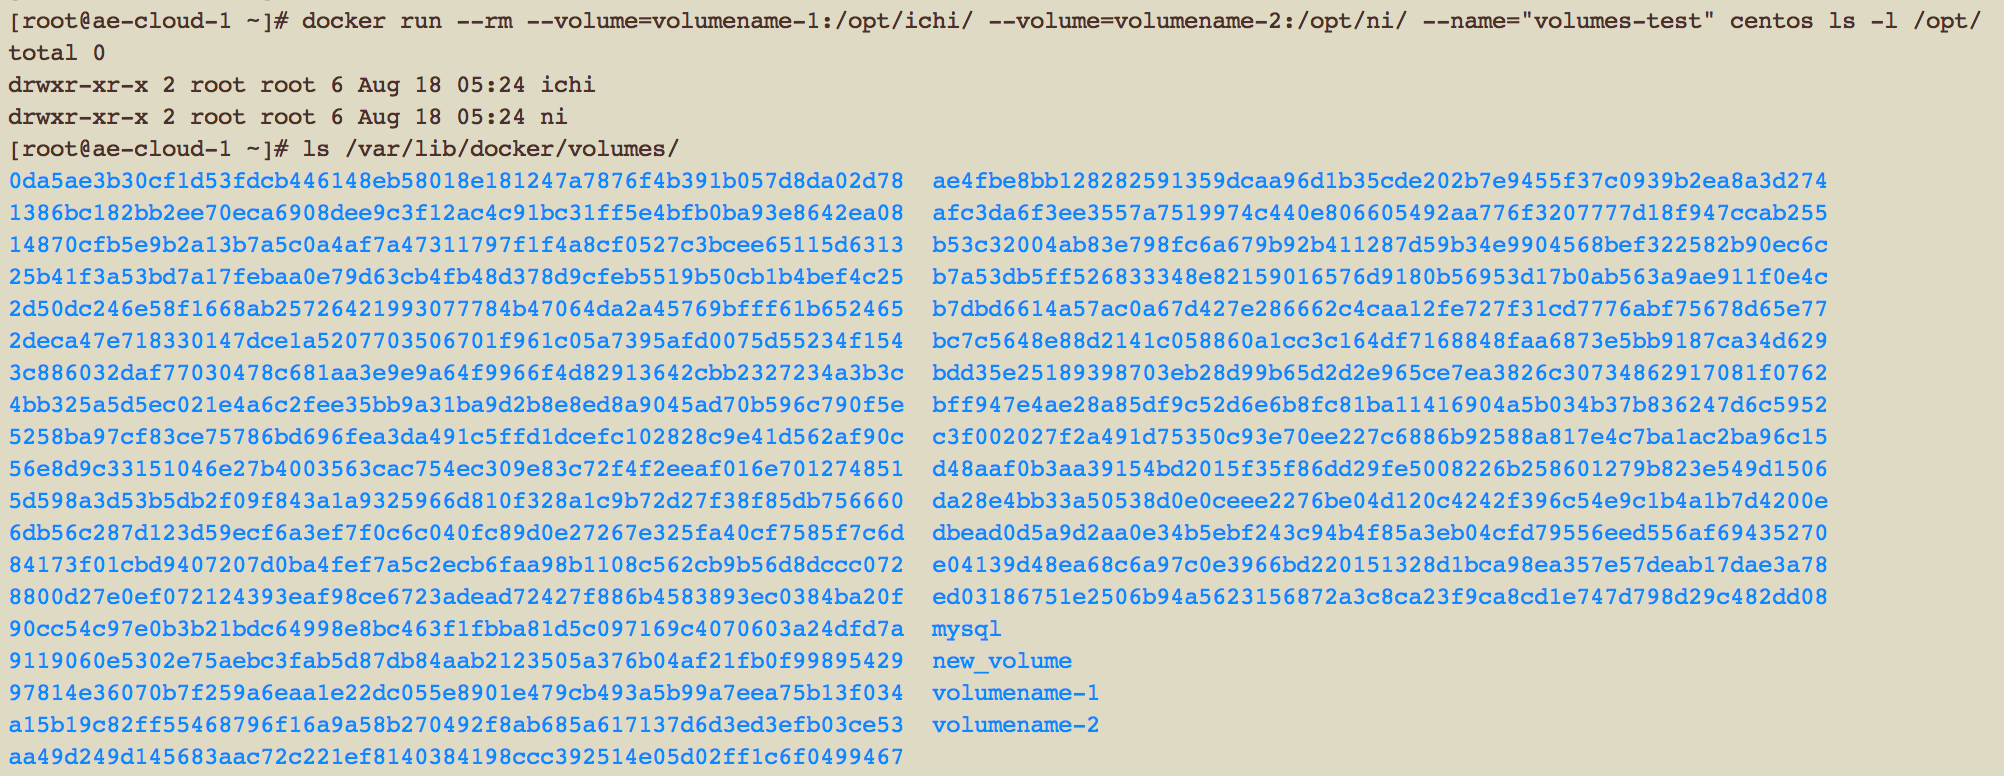 [root@ae-cloud-1 ~]# docker run --rm --volume=volumename-1:/opt/ichi/ --volume=volumename-2:/opt/ni/ --name="volumes-test" centos ls -l /opt/
total 0
drwxr-xr-x 2 root root 6 Aug 18 05:24 ichi
drwxr-xr-x 2 root root 6 Aug 18 05:24 ni
[root@ae-cloud-1 ~]# ls /var/lib/docker/volumes/
0da5ae3b30cf1d53fdcb446148eb58018e181247a7876f4b391b057d8da02d78  ae4fbe8bb128282591359dcaa96d1b35cde202b7e9455f37c0939b2ea8a3d274
1386bc182bb2ee70eca6908dee9c3f12ac4c91bc31ff5e4bfb0ba93e8642ea08  afc3da6f3ee3557a7519974c440e806605492aa776f3207777d18f947ccab255
14870cfb5e9b2a13b7a5c0a4af7a47311797f1f4a8cf0527c3bcee65115d6313  b53c32004ab83e798fc6a679b92b411287d59b34e9904568bef322582b90ec6c
25b41f3a53bd7a17febaa0e79d63cb4fb48d378d9cfeb5519b50cb1b4bef4c25  b7a53db5ff526833348e82159016576d9180b56953d17b0ab563a9ae911f0e4c
2d50dc246e58f1668ab25726421993077784b47064da2a45769bfff61b652465  b7dbd6614a57ac0a67d427e286662c4caa12fe727f31cd7776abf75678d65e77
2deca47e718330147dce1a5207703506701f961c05a7395afd0075d55234f154  bc7c5648e88d2141c058860a1cc3c164df7168848faa6873e5bb9187ca34d629
3c886032daf77030478c681aa3e9e9a64f9966f4d82913642cbb2327234a3b3c  bdd35e25189398703eb28d99b65d2d2e965ce7ea3826c30734862917081f0762
4bb325a5d5ec021e4a6c2fee35bb9a31ba9d2b8e8ed8a9045ad70b596c790f5e  bff947e4ae28a85df9c52d6e6b8fc81ba11416904a5b034b37b836247d6c5952
5258ba97cf83ce75786bd696fea3da491c5ffd1dcefc102828c9e41d562af90c  c3f002027f2a491d75350c93e70ee227c6886b92588a817e4c7ba1ac2ba96c15
56e8d9c33151046e27b4003563cac754ec309e83c72f4f2eeaf016e701274851  d48aaf0b3aa39154bd2015f35f86dd29fe5008226b258601279b823e549d1506
5d598a3d53b5db2f09f843a1a9325966d810f328a1c9b72d27f38f85db756660  da28e4bb33a50538d0e0ceee2276be04d120c4242f396c54e9c1b4a1b7d4200e
6db56c287d123d59ecf6a3ef7f0c6c040fc89d0e27267e325fa40cf7585f7c6d  dbead0d5a9d2aa0e34b5ebf243c94b4f85a3eb04cfd79556eed556af69435270
84173f01cbd9407207d0ba4fef7a5c2ecb6faa98b1108c562cb9b56d8dccc072  e04139d48ea68c6a97c0e3966bd220151328d1bca98ea357e57deab17dae3a78
8800d27e0ef072124393eaf98ce6723adead72427f886b4583893ec0384ba20f  ed03186751e2506b94a5623156872a3c8ca23f9ca8cd1e747d798d29c482dd08
90cc54c97e0b3b21bdc64998e8bc463f1fbba81d5c097169c4070603a24dfd7a  mysql
9119060e5302e75aebc3fab5d87db84aab2123505a376b04af21fb0f99895429  new_volume
97814e36070b7f259a6eaa1e22dc055e8901e479cb493a5b99a7eea75b13f034  volumename-1
a15b19c82ff55468796f16a9a58b270492f8ab685a617137d6d3ed3efb03ce53  volumename-2
aa49d249d145683aac72c221ef8140384198ccc392514e05d02ff1c6f0499467